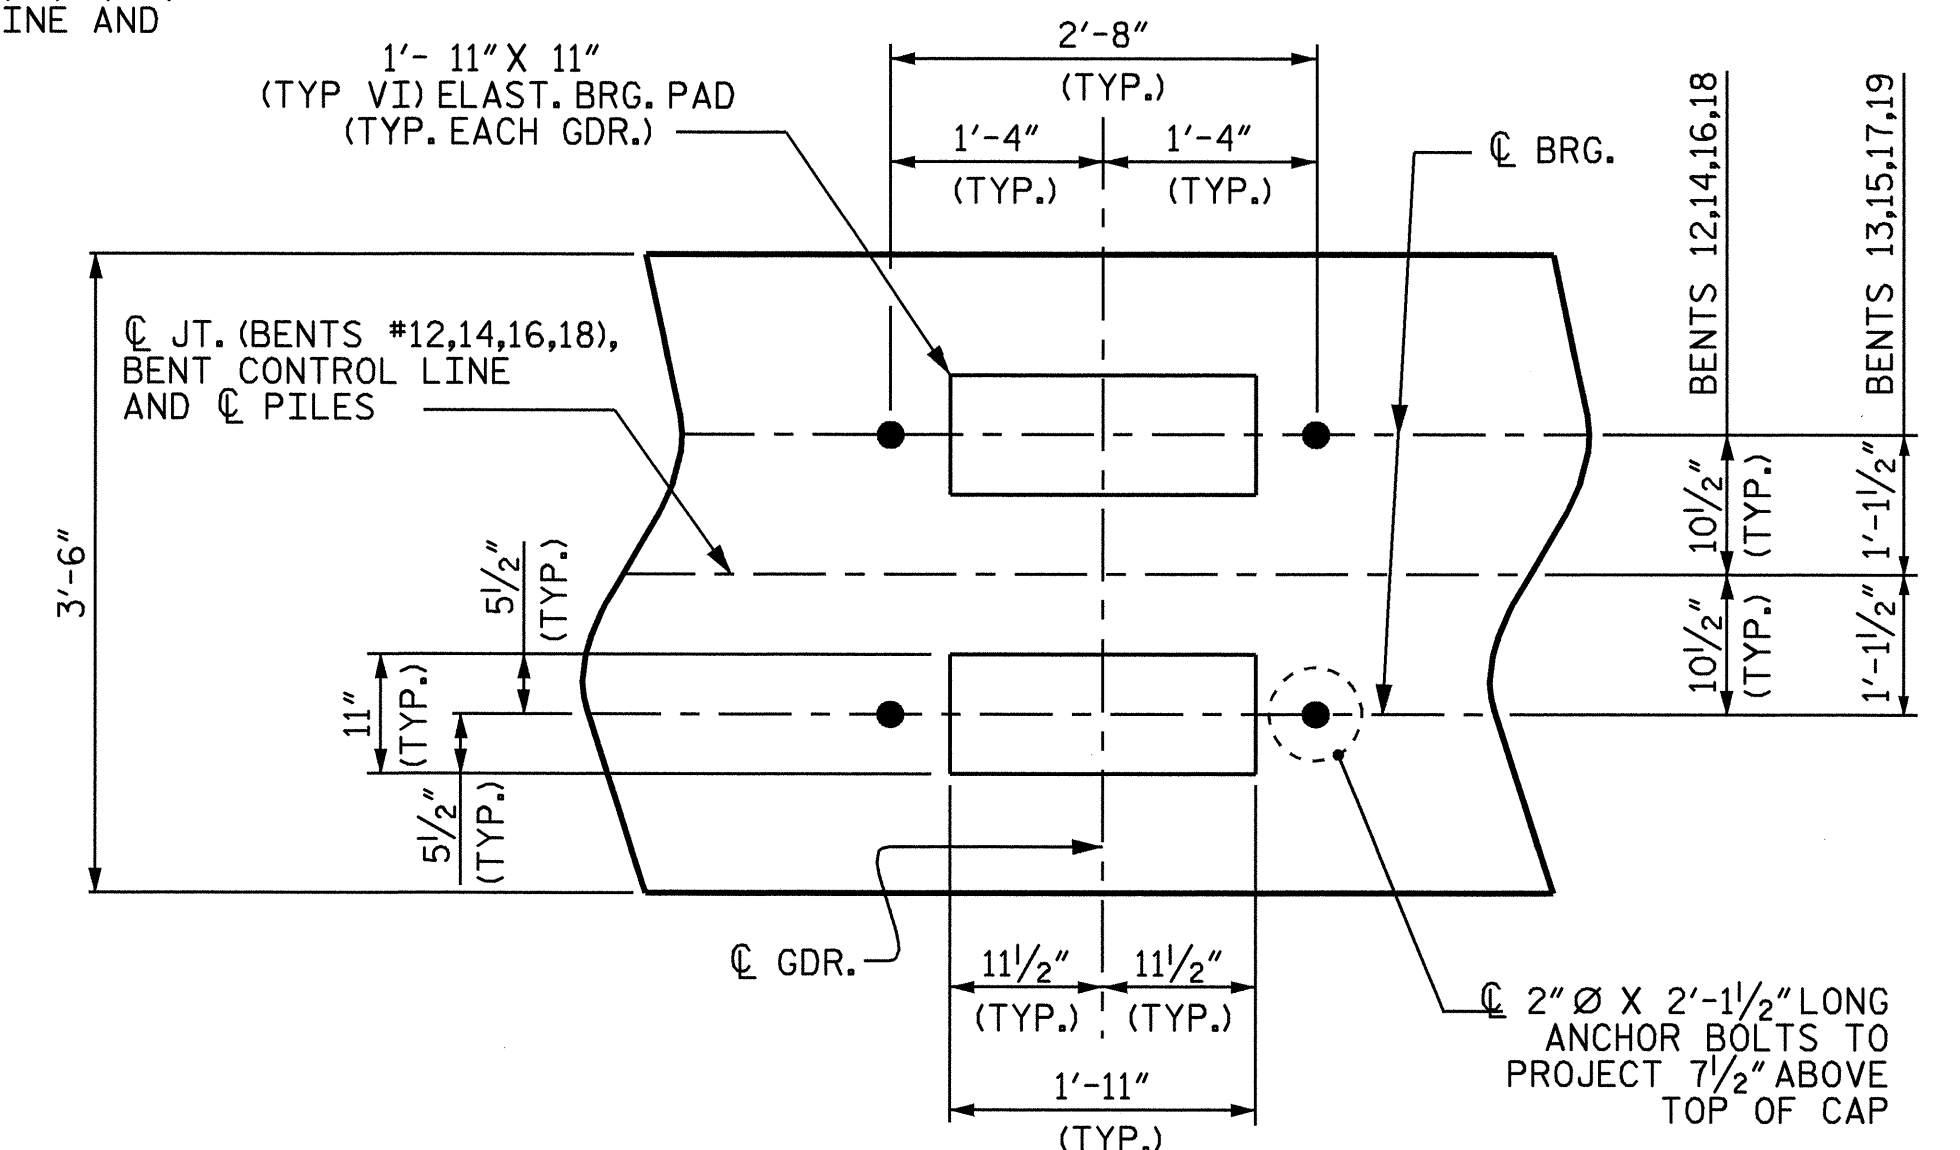 INE AND
1'- 11" X 11"
(TYP VI) ELAST. BRG. PAD
(TYP. EACH GDR.)
2'-8"
(TYP.)
1'-4"
(TYP.)
1'-4"
(TYP.)
℄ BRG.
BENTS 12,14,16,18
BENTS 13,15,17,19
℄ JT. (BENTS #12,14,16,18),
BENT CONTROL LINE
AND ℄ PILES
3'-6"
10½"
(TYP.)
1'-1½"
10½"
(TYP.)
1'-1½"
5½"
(TYP.)
11"
(TYP.)
5½"
(TYP.)
℄ GDR.
11½"
(TYP.)
11½"
(TYP.)
1'-11"
(TYP.)
℄ 2" Ø X 2'-1½" LONG
ANCHOR BOLTS TO
PROJECT 7½" ABOVE
TOP OF CAP